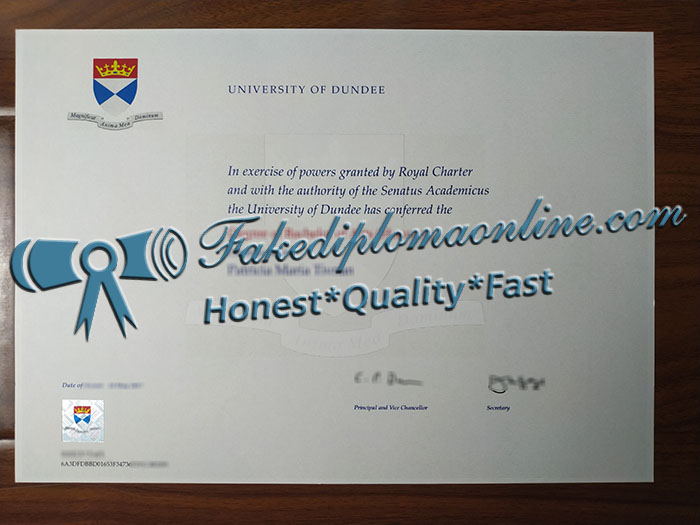 UNIVERSITY OF DUNDEE
Magnificat Anima Mea Dominum
In exercise of powers granted by Royal Charter
and with the authority of the Senatus Academicus
the University of Dundee has conferred the
Fakediplomaonline.com
Honest*Quality*Fast
Date of
Principal and Vice Chancellor
Secretary
6A3DFDBBD01653F3473